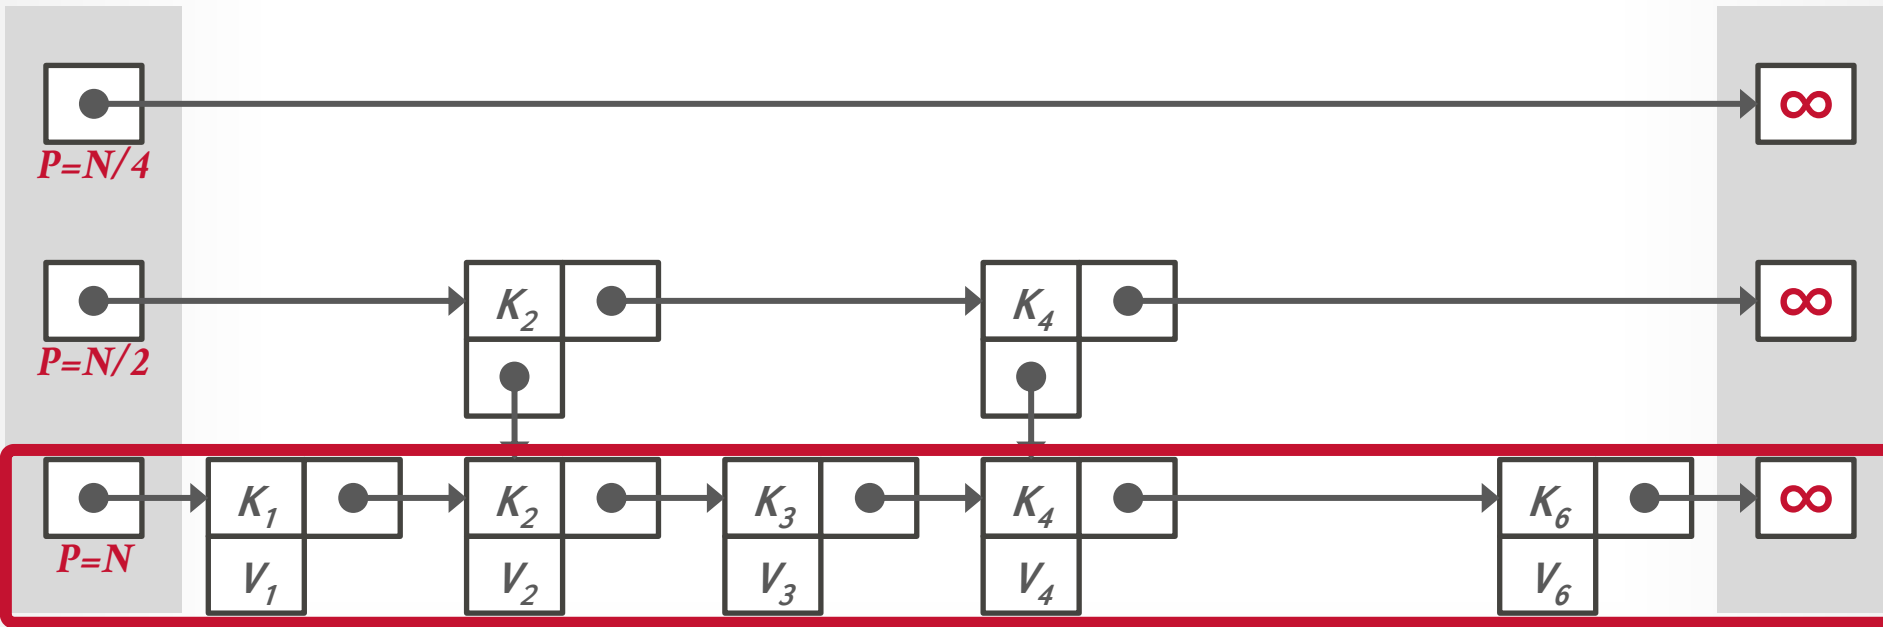 ∞
P=N/4
K2 K4 ∞
P=N/2
K1 K2 K3 K4 K6 ∞
P=N
V1 V2 V3 V4 V6